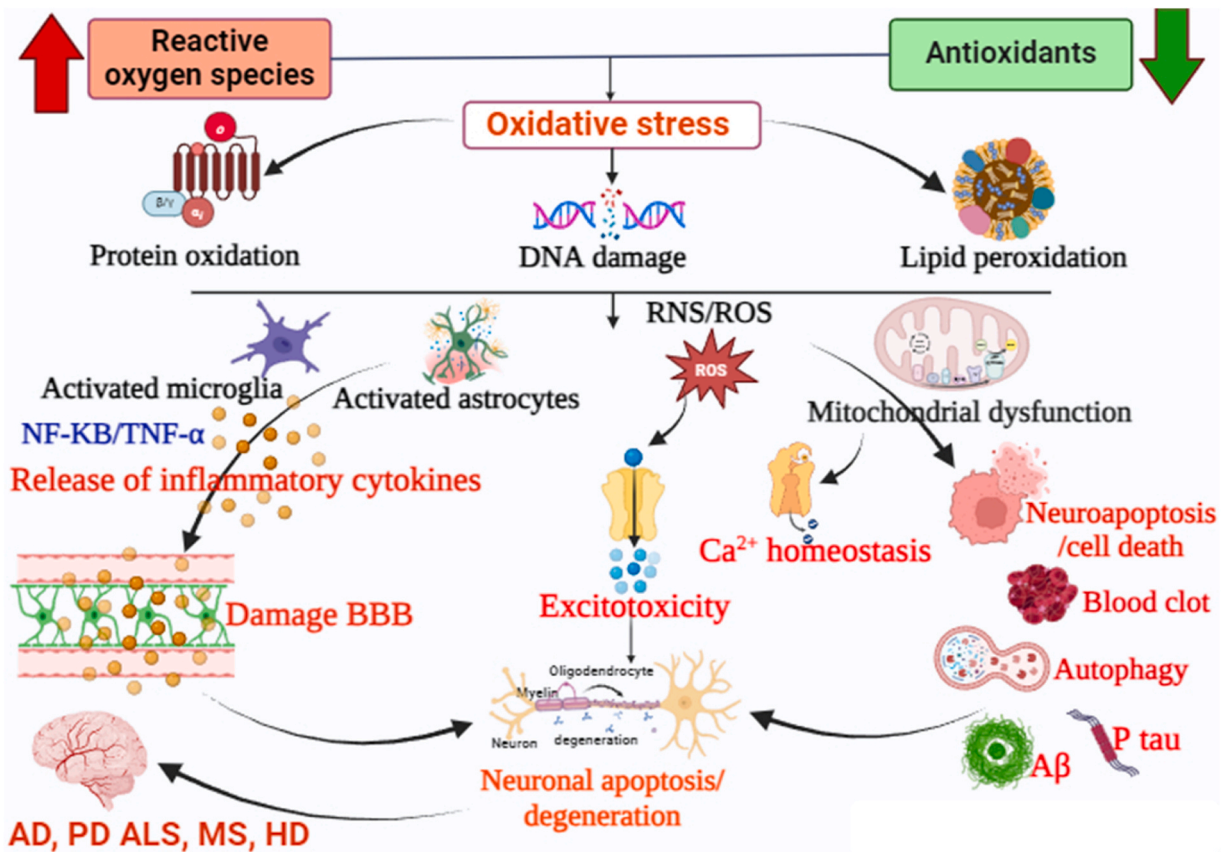 Reactive
oxygen species
Antioxidants
Oxidative stress
O
B/Y
αi
Protein oxidation
DNA damage
Lipid peroxidation
RNS/ROS
ROS
Activated microglia
Activated astrocytes
Mitochondrial dysfunction
NF-KB/TNF-α
Release of inflammatory cytokines
Neuroapoptosis
/cell death
Ca²⁺ homeostasis
Damage BBB
Excitotoxicity
Blood clot
Oligodendrocyte
Myelin
Neuron
degeneration
Autophagy
P tau
Aβ
Neuronal apoptosis/
degeneration
AD, PD ALS, MS, HD